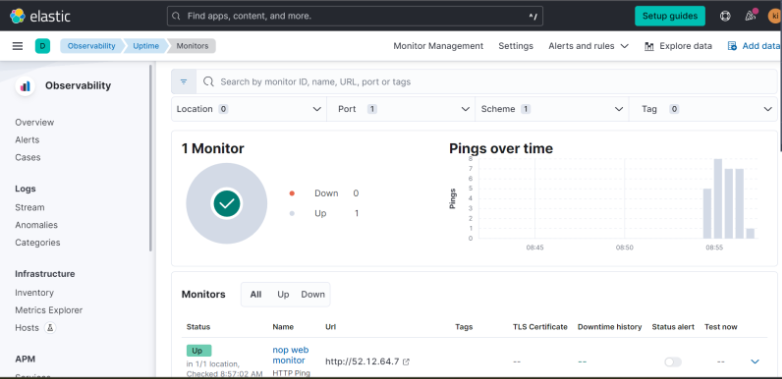 elastic
Find apps, content, and more.
*/
Setup guides
ki
D
Observability
Uptime
Monitors
Monitor Management
Settings
Alerts and rules
Explore data
Add data
Observability
Overview
Alerts
Cases
Logs
Stream
Anomalies
Categories
Infrastructure
Inventory
Metrics Explorer
Hosts
APM
Services
Search by monitor ID, name, URL, port or tags
Location 0
Port 1
Scheme 1
Tag 0
1 Monitor
Down 0
Up 1
Pings over time
Pings
8
7
6
5
4
3
2
1
0
08:45
08:50
08:55
Monitors
All
Up
Down
Status
Name
Url
Tags
TLS Certificate
Downtime history
Status alert
Test now
Up
in 1/1 location,
Checked 8:57:02 AM
nop web
monitor
HTTP Ping
http://52.12.64.7
--
--
--